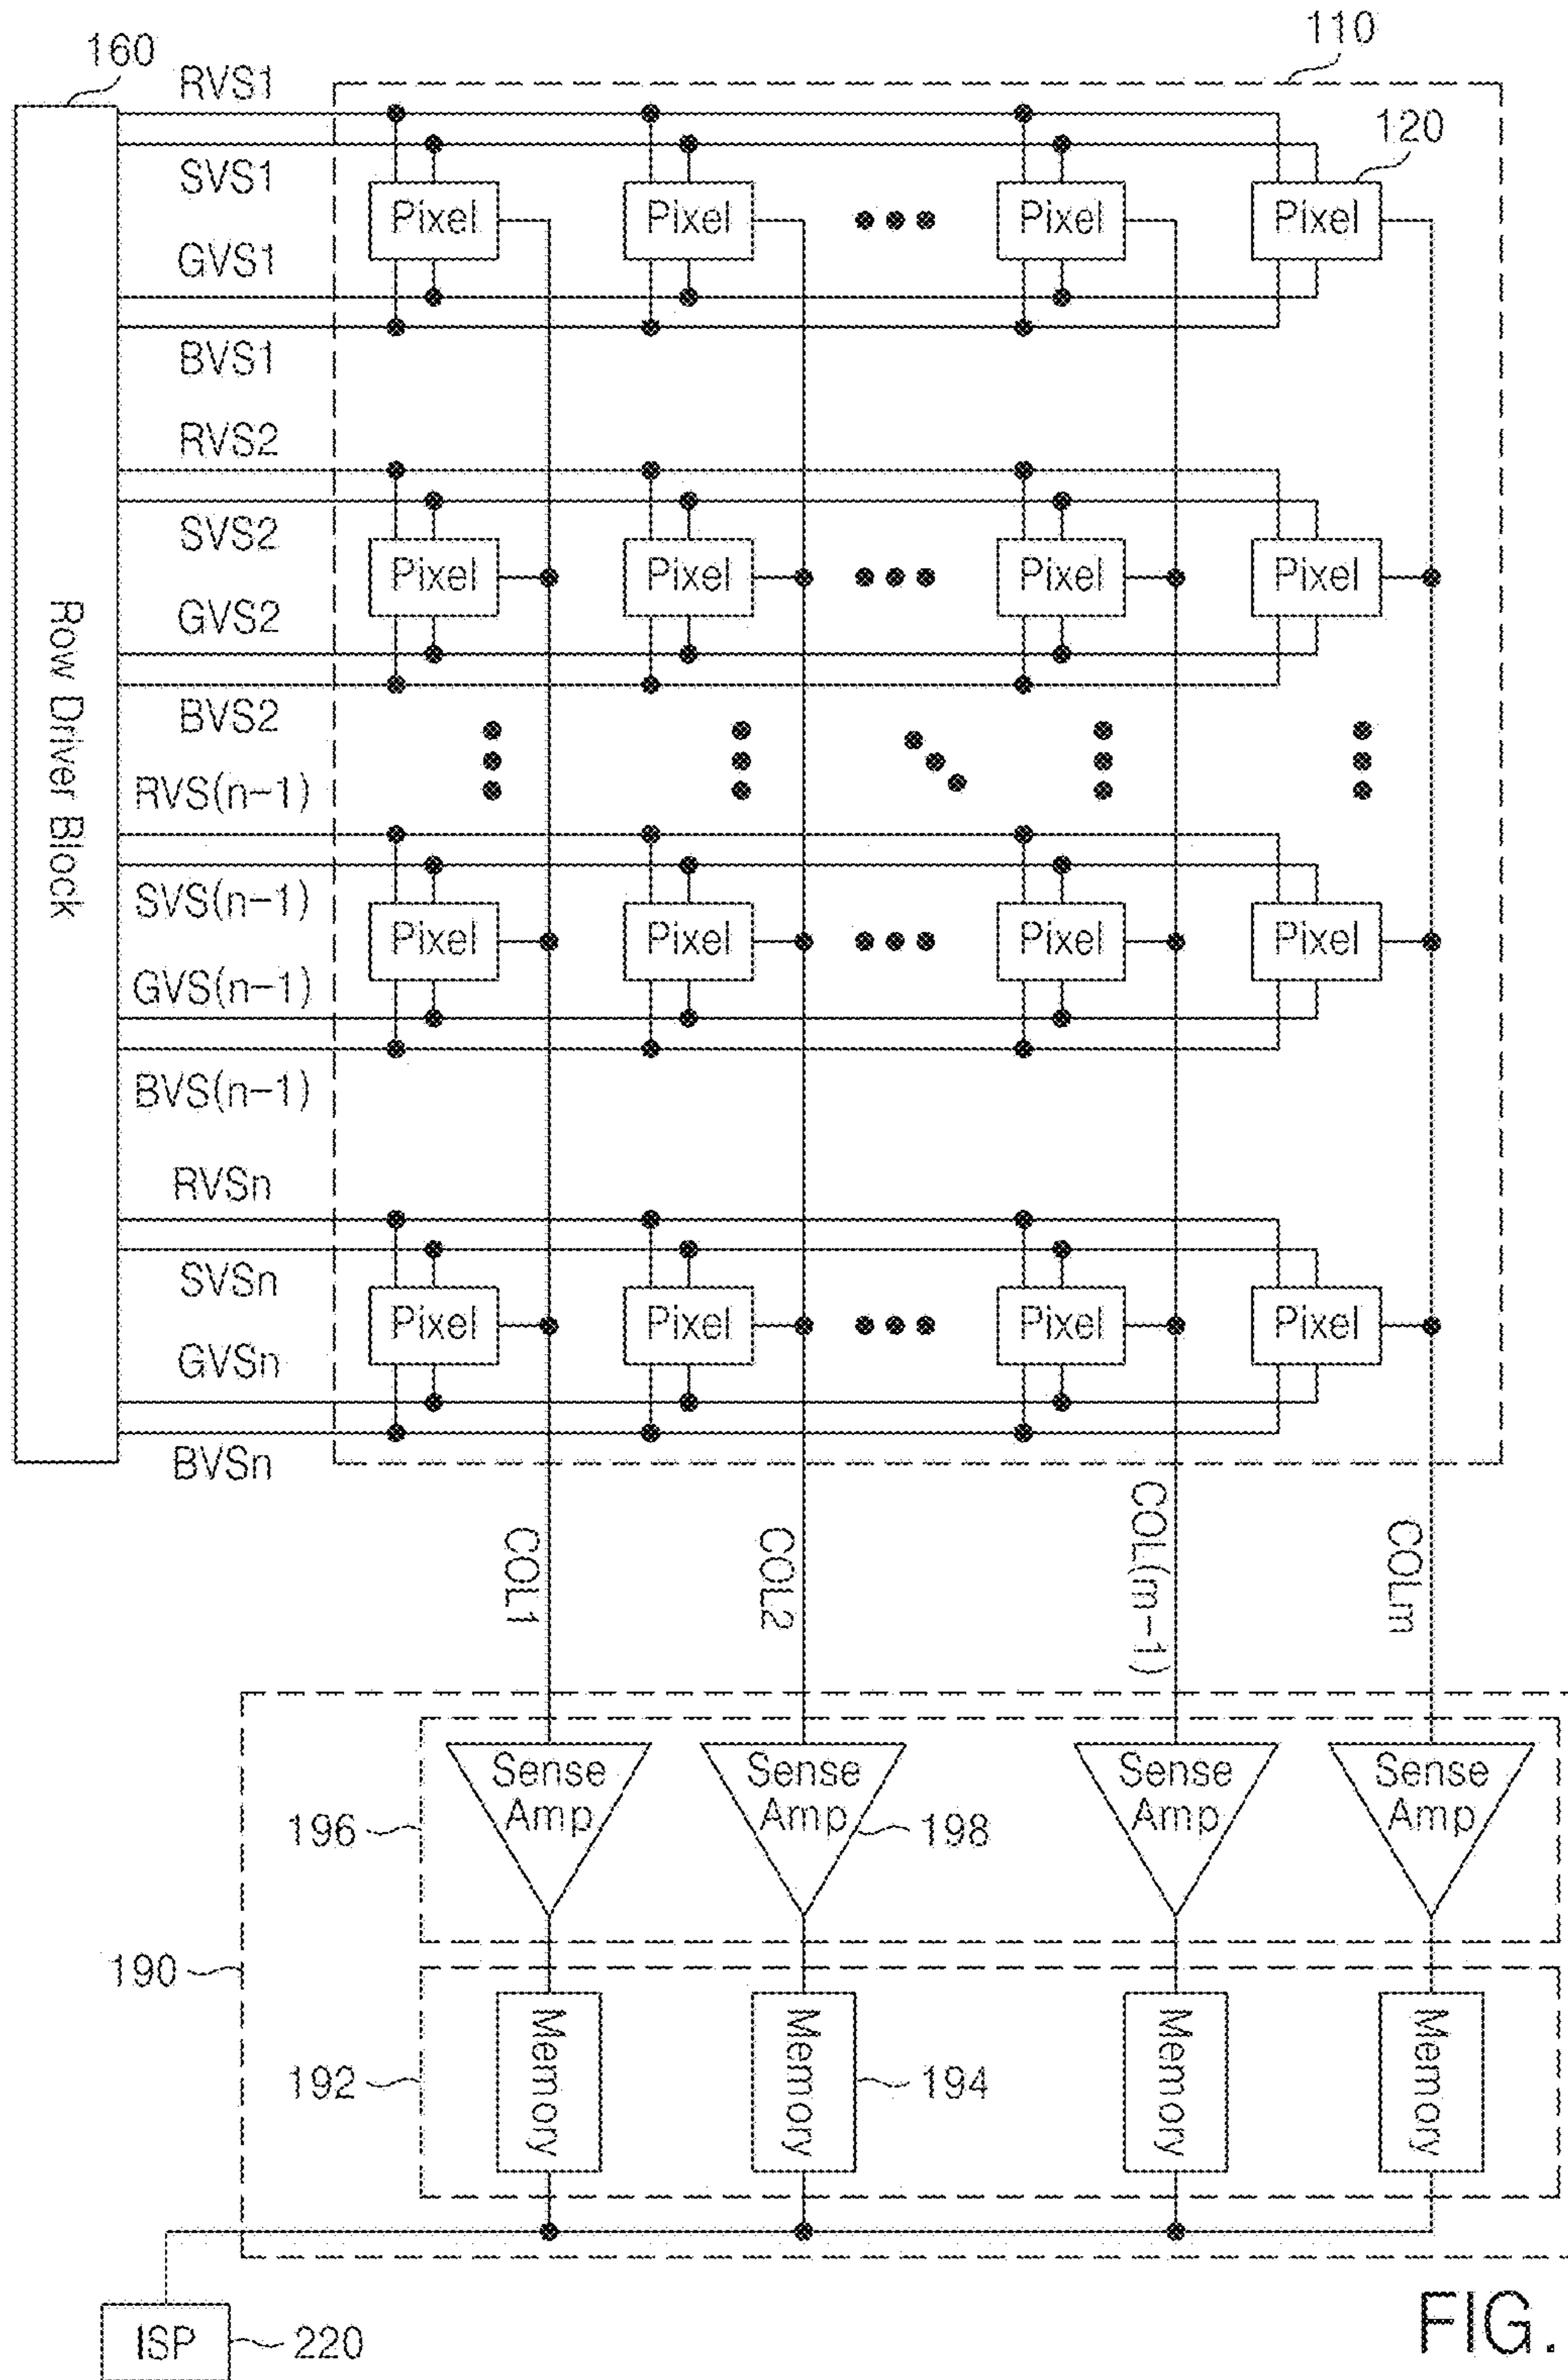 160
110
RVS1
120
SVS1
Pixel Pixel Pixel Pixel
GVS1
BVS1
RVS2
SVS2
Pixel Pixel Pixel Pixel
GVS2
BVS2
Row Driver Block
RVS(n-1)
SVS(n-1)
Pixel Pixel Pixel Pixel
GVS(n-1)
BVS(n-1)
RVSn
SVSn
Pixel Pixel Pixel Pixel
GVSn
BVSn
COL1
COL2
COL(m-1)
COLm
Sense Amp
Sense Amp
Sense Amp
Sense Amp
196
198
190
Memory
Memory
Memory
Memory
192
194
ISP
220
FIG.